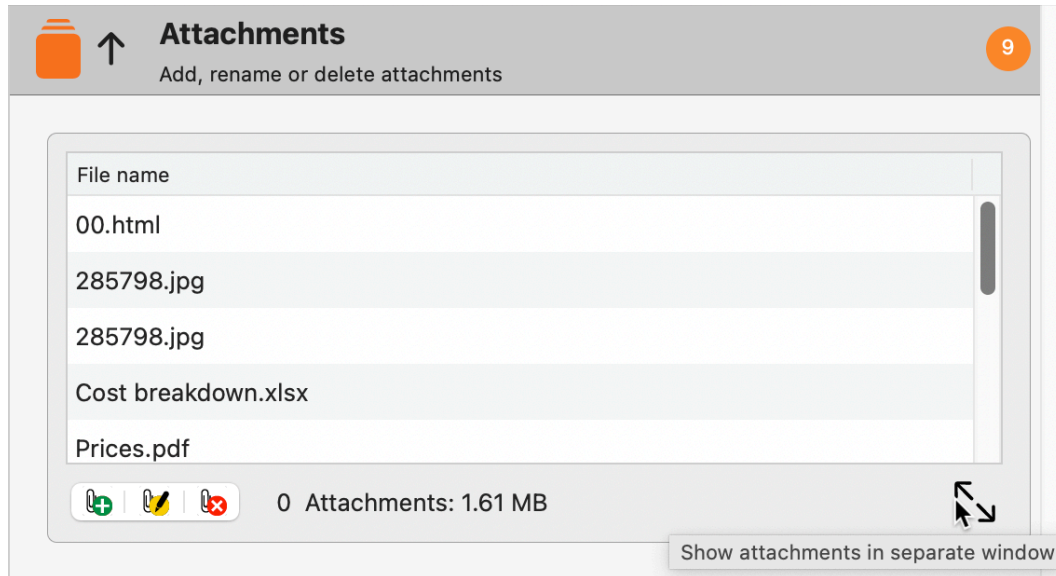 Attachments
9
Add, rename or delete attachments
File name
00.html
285798.jpg
285798.jpg
Cost breakdown.xlsx
Prices.pdf
0 Attachments: 1.61 MB
Show attachments in separate window